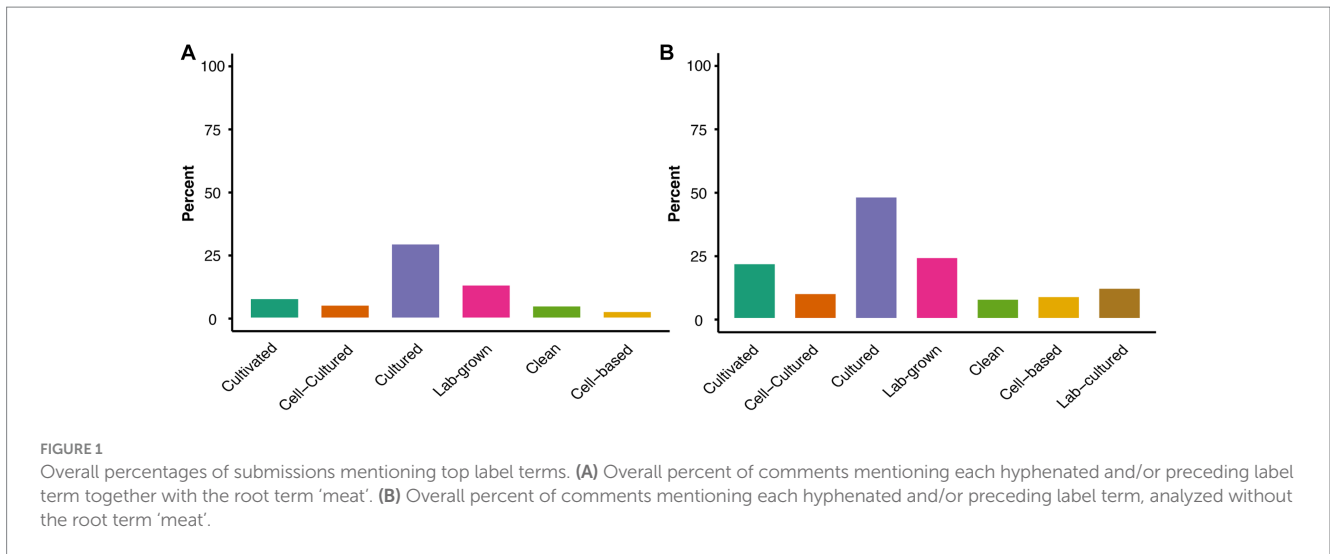 A
100
75
50
25
0
Percent
Cultivated
Cell–Cultured
Cultured
Lab-grown
Clean
Cell–based
B
100
75
50
25
0
Percent
Cultivated
Cell–Cultured
Cultured
Lab-grown
Clean
Cell–based
Lab–cultured
FIGURE 1
Overall percentages of submissions mentioning top label terms. (A) Overall percent of comments mentioning each hyphenated and/or preceding label
term together with the root term ‘meat’. (B) Overall percent of comments mentioning each hyphenated and/or preceding label term, analyzed without
the root term ‘meat’.